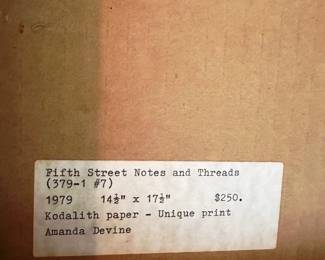 Fifth Street Notes and Threads
(379-1 #7)
1979 14½" x 17½" $250.
Kodalith paper - Unique print
Amanda Devine